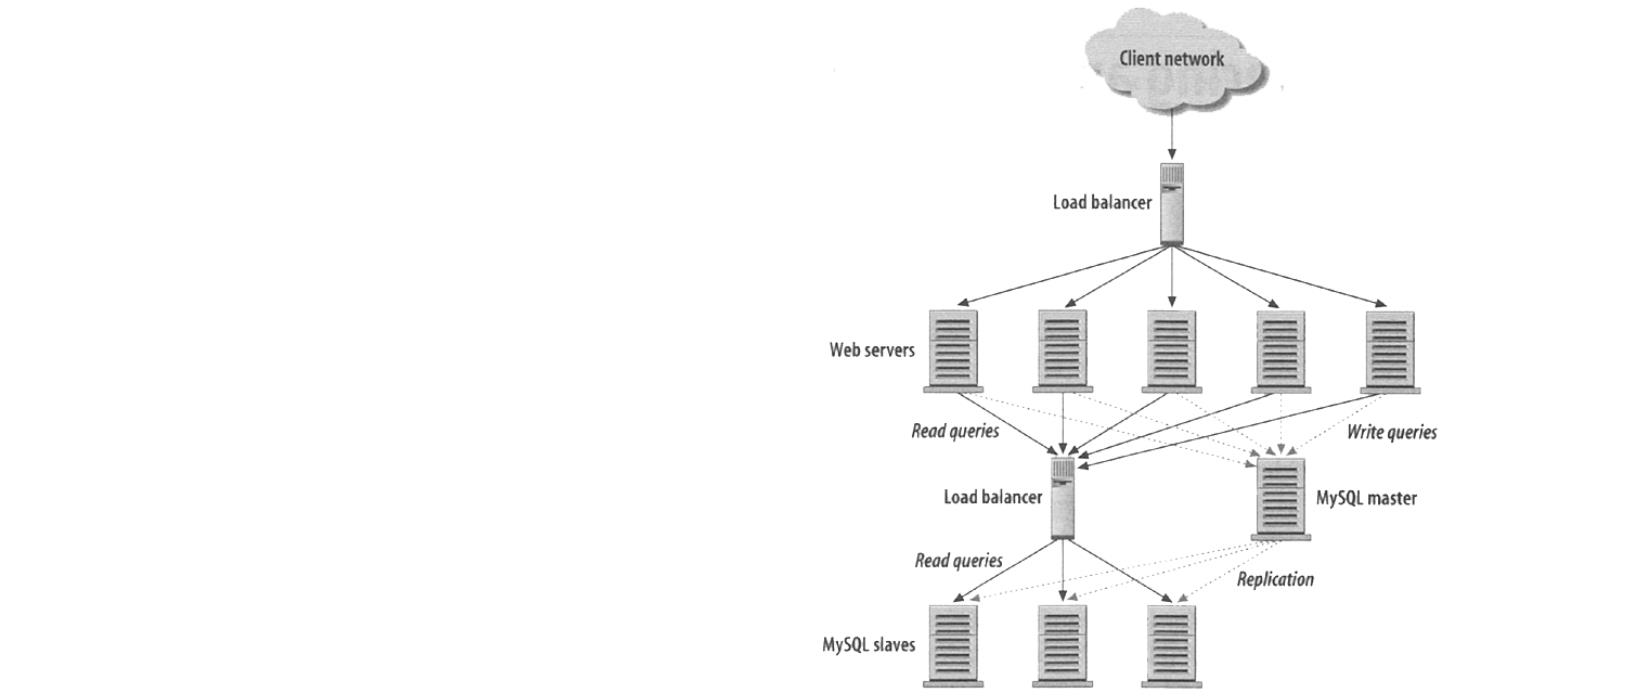 Client network
Load balancer
Web servers
Read queries
Write queries
Load balancer
MySQL master
Read queries
Replication
MySQL slaves